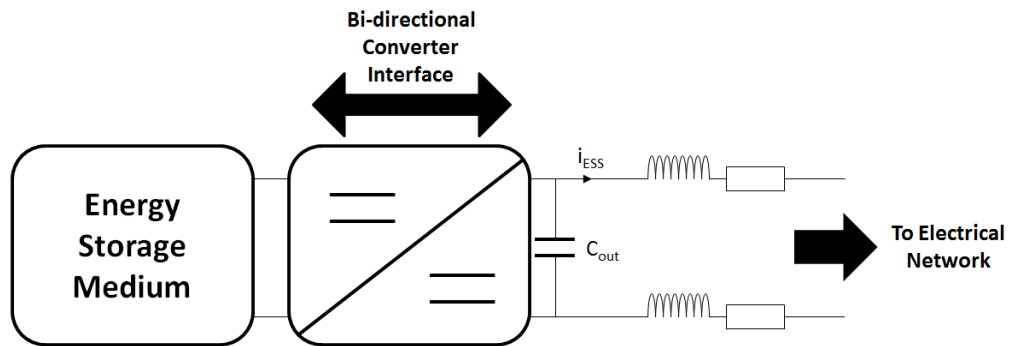 Bi-directional
Converter
Interface
Energy
Storage
Medium
iESS
Cout
To Electrical
Network